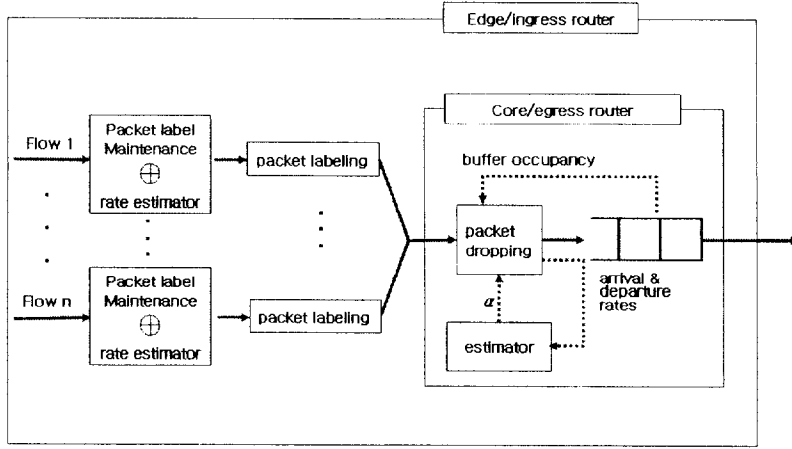 Edge/ingress router
Core/egress router
Flow 1
Packet label
Maintenance
rate estimator
packet labeling
buffer occupancy
packet
dropping
arrival &
departure
rates
α
estimator
Flow n
Packet label
Maintenance
rate estimator
packet labeling